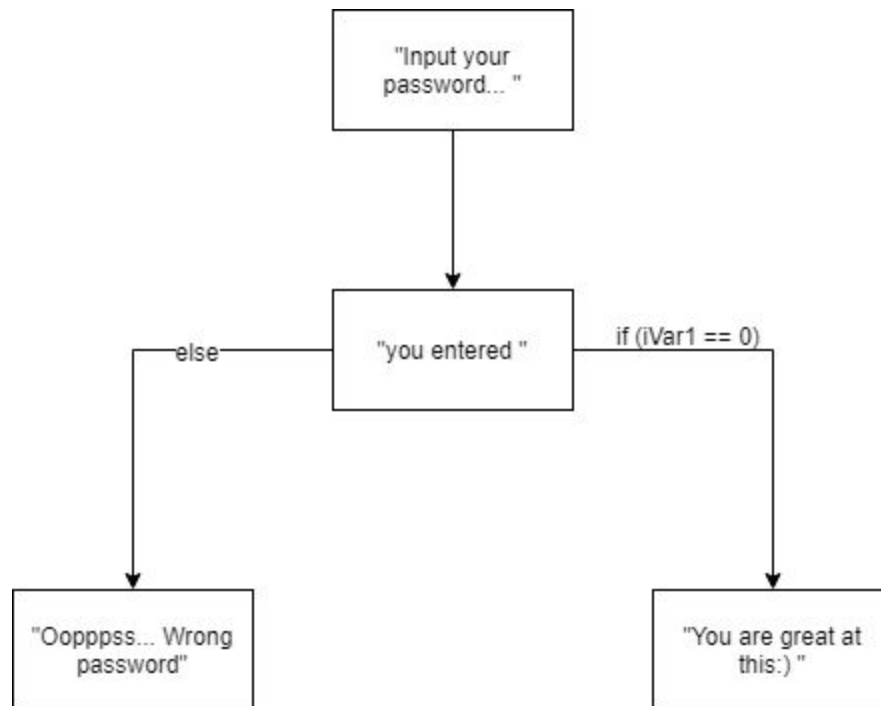 "Input your
password... "
"you entered "
else
if (iVar1 == 0)
"Oopppss... Wrong
password"
"You are great at
this:) "